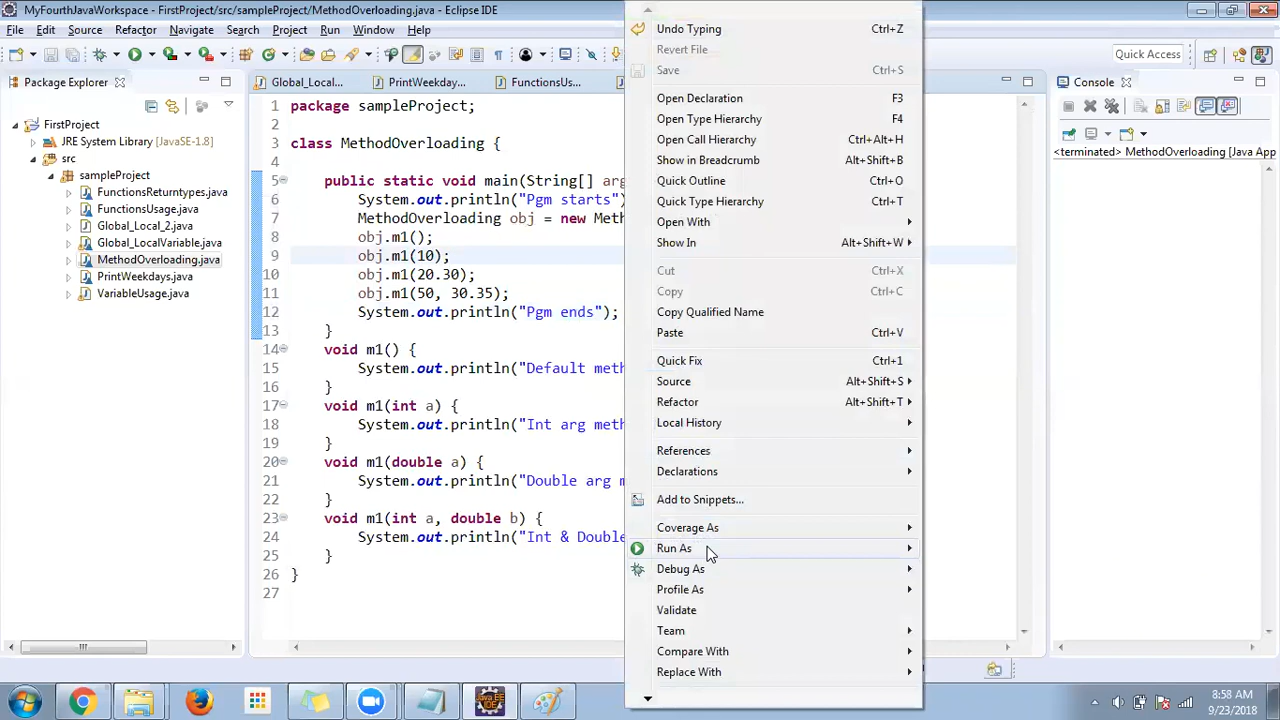 MyFourthJavaWorkspace - FirstProject/src/sampleProject/MethodOverloading.java - Eclipse IDE
File Edit Source Refactor Navigate Search Project Run Window Help
Quick Access
Package Explorer
FirstProject
JRE System Library [JavaSE-1.8]
src
sampleProject
FunctionsReturntypes.java
FunctionsUsage.java
Global_Local_2.java
Global_LocalVariable.java
MethodOverloading.java
PrintWeekdays.java
VariableUsage.java
Global_Local... PrintWeekday... FunctionsUs...
1 package sampleProject;
2
3 class MethodOverloading {
4
5 public static void main(String[] arg
6 System.out.println("Pgm starts")
7 MethodOverloading obj = new Meth
8 obj.m1();
9 obj.m1(10);
10 obj.m1(20.30);
11 obj.m1(50, 30.35);
12 System.out.println("Pgm ends");
13 }
14 void m1() {
15 System.out.println("Default meth
16 }
17 void m1(int a) {
18 System.out.println("Int arg meth
19 }
20 void m1(double a) {
21 System.out.println("Double arg m
22 }
23 void m1(int a, double b) {
24 System.out.println("Int & Double
25 }
26 }
27
Undo Typing Ctrl+Z
Revert File
Save Ctrl+S
Open Declaration F3
Open Type Hierarchy F4
Open Call Hierarchy Ctrl+Alt+H
Show in Breadcrumb Alt+Shift+B
Quick Outline Ctrl+O
Quick Type Hierarchy Ctrl+T
Open With
Show In Alt+Shift+W
Cut Ctrl+X
Copy Ctrl+C
Copy Qualified Name
Paste Ctrl+V
Quick Fix Ctrl+1
Source Alt+Shift+S
Refactor Alt+Shift+T
Local History
References
Declarations
Add to Snippets...
Coverage As
Run As
Debug As
Profile As
Validate
Team
Compare With
Replace With
Console
<terminated> MethodOverloading [Java App
8:58 AM
9/23/2018